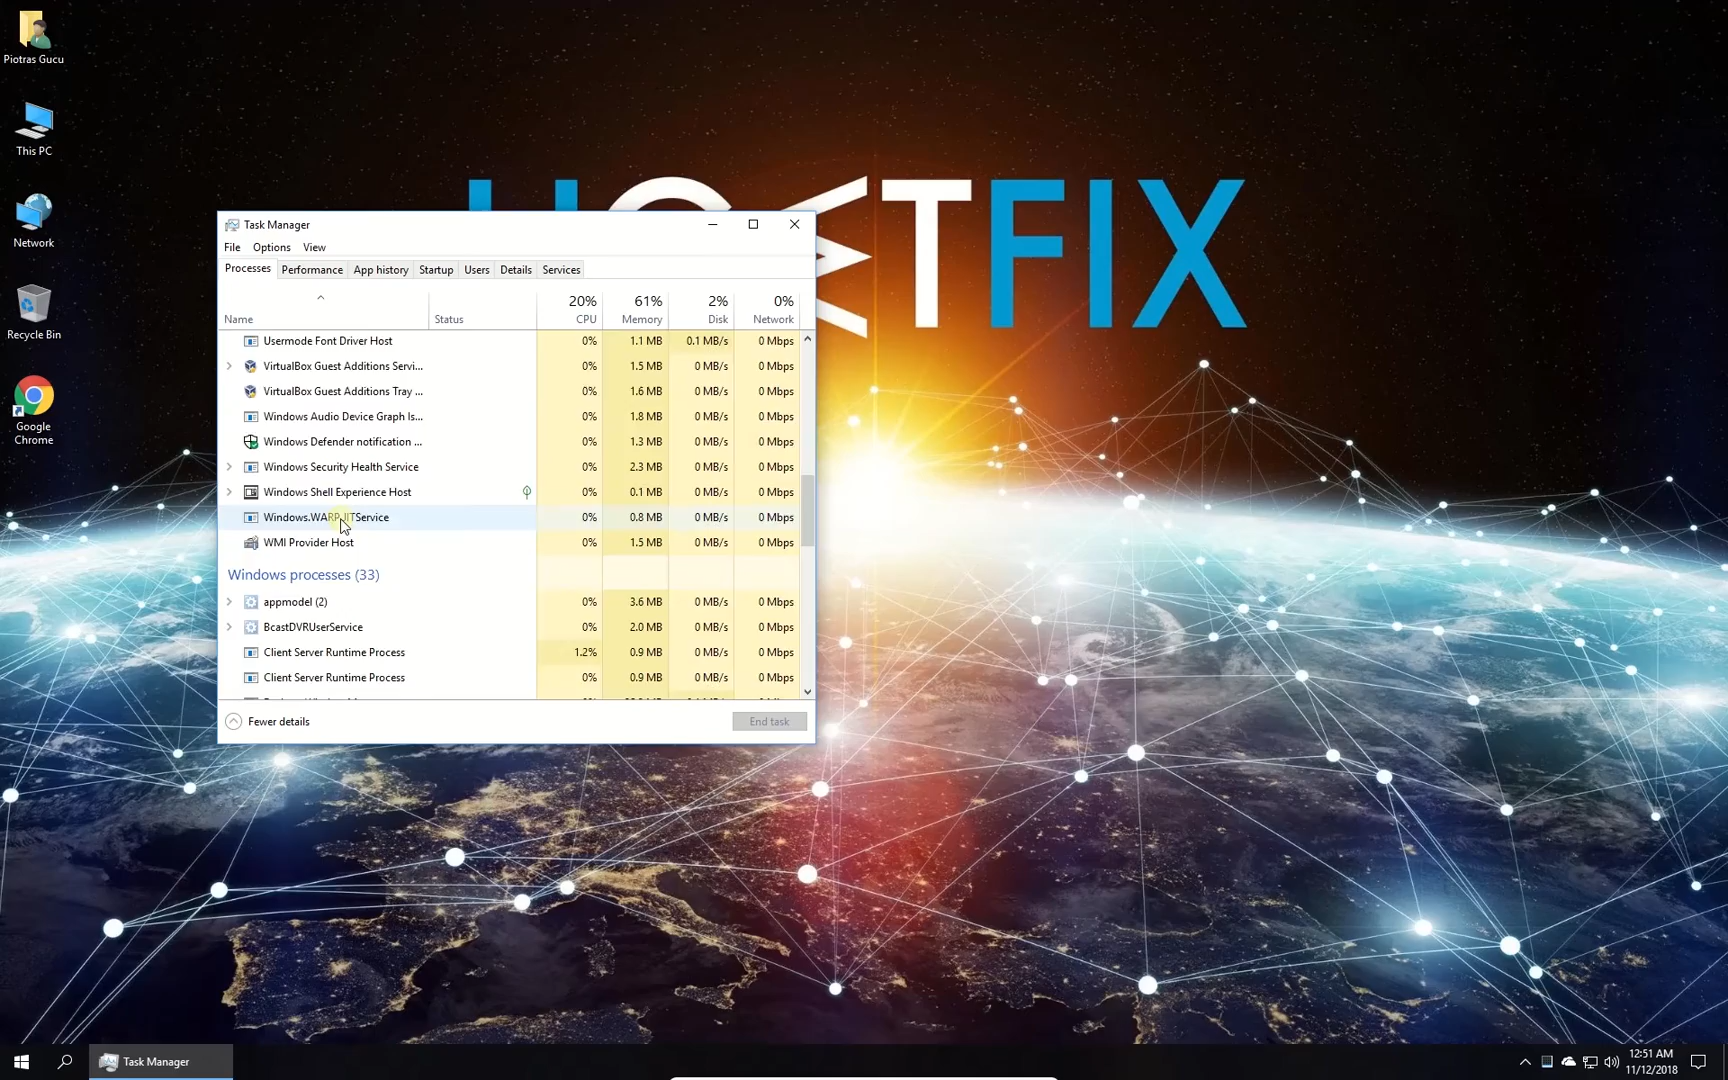 Piotras Gucu
This PC
Network
Recycle Bin
Google
Chrome
TFIX
Task Manager
File Options View
Processes Performance App history Startup Users Details Services
20% 61% 2% 0%
Name Status CPU Memory Disk Network
Usermode Font Driver Host 0% 1.1 MB 0.1 MB/s 0 Mbps
VirtualBox Guest Additions Servi... 0% 1.5 MB 0 MB/s 0 Mbps
VirtualBox Guest Additions Tray ... 0% 1.6 MB 0 MB/s 0 Mbps
Windows Audio Device Graph Is... 0% 1.8 MB 0 MB/s 0 Mbps
Windows Defender notification ... 0% 1.3 MB 0 MB/s 0 Mbps
Windows Security Health Service 0% 2.3 MB 0 MB/s 0 Mbps
Windows Shell Experience Host 0% 0.1 MB 0 MB/s 0 Mbps
Windows.WARP.JITService 0% 0.8 MB 0 MB/s 0 Mbps
WMI Provider Host 0% 1.5 MB 0 MB/s 0 Mbps
Windows processes (33)
appmodel (2) 0% 3.6 MB 0 MB/s 0 Mbps
BcastDVRUserService 0% 2.0 MB 0 MB/s 0 Mbps
Client Server Runtime Process 1.2% 0.9 MB 0 MB/s 0 Mbps
Client Server Runtime Process 0% 0.9 MB 0 MB/s 0 Mbps
Fewer details End task
Task Manager
12:51 AM
11/12/2018